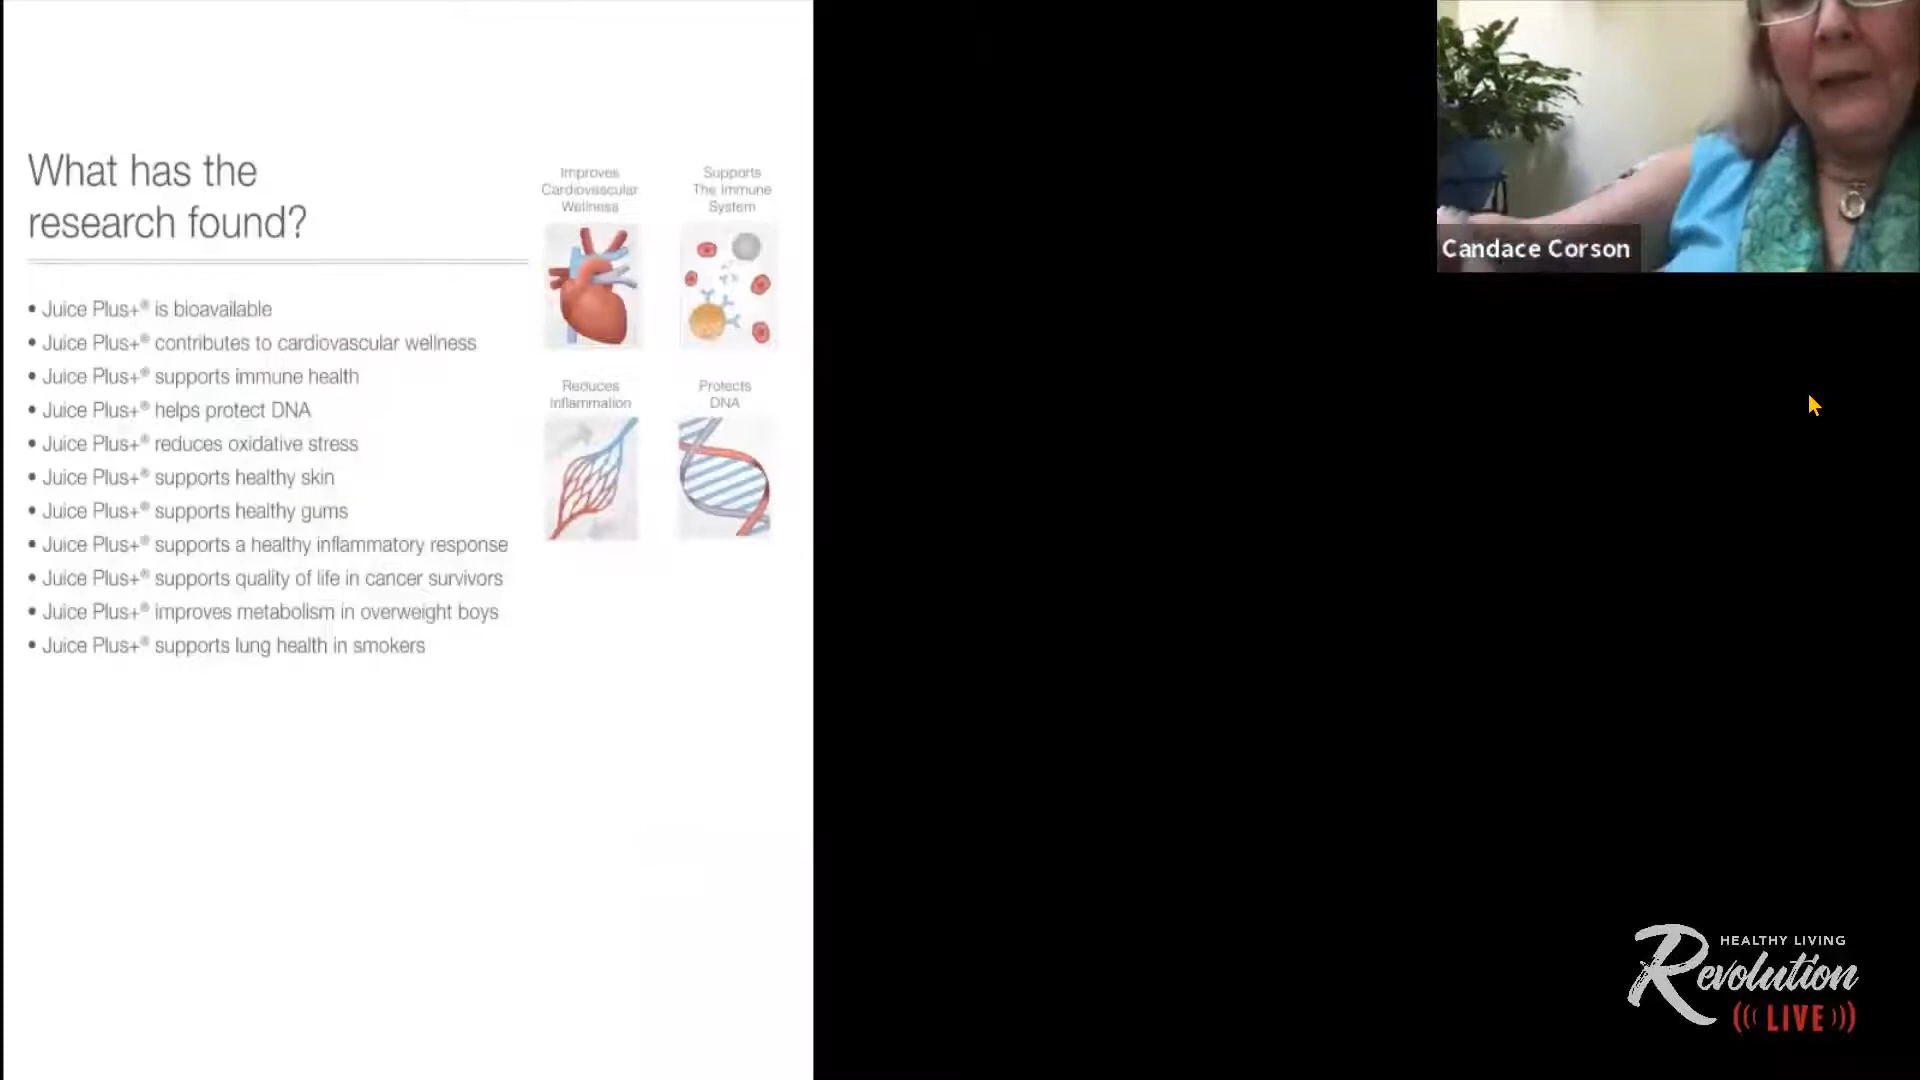 What has the
research found?
• Juice Plus+® is bioavailable
• Juice Plus+® contributes to cardiovascular wellness
• Juice Plus+® supports immune health
• Juice Plus+® helps protect DNA
• Juice Plus+® reduces oxidative stress
• Juice Plus+® supports healthy skin
• Juice Plus+® supports healthy gums
• Juice Plus+® supports a healthy inflammatory response
• Juice Plus+® supports quality of life in cancer survivors
• Juice Plus+® improves metabolism in overweight boys
• Juice Plus+® supports lung health in smokers
Improves
Cardiovascular
Wellness
Supports
The Immune
System
Reduces
Inflammation
Protects
DNA
Candace Corson
HEALTHY LIVING
Revolution
((( LIVE )))